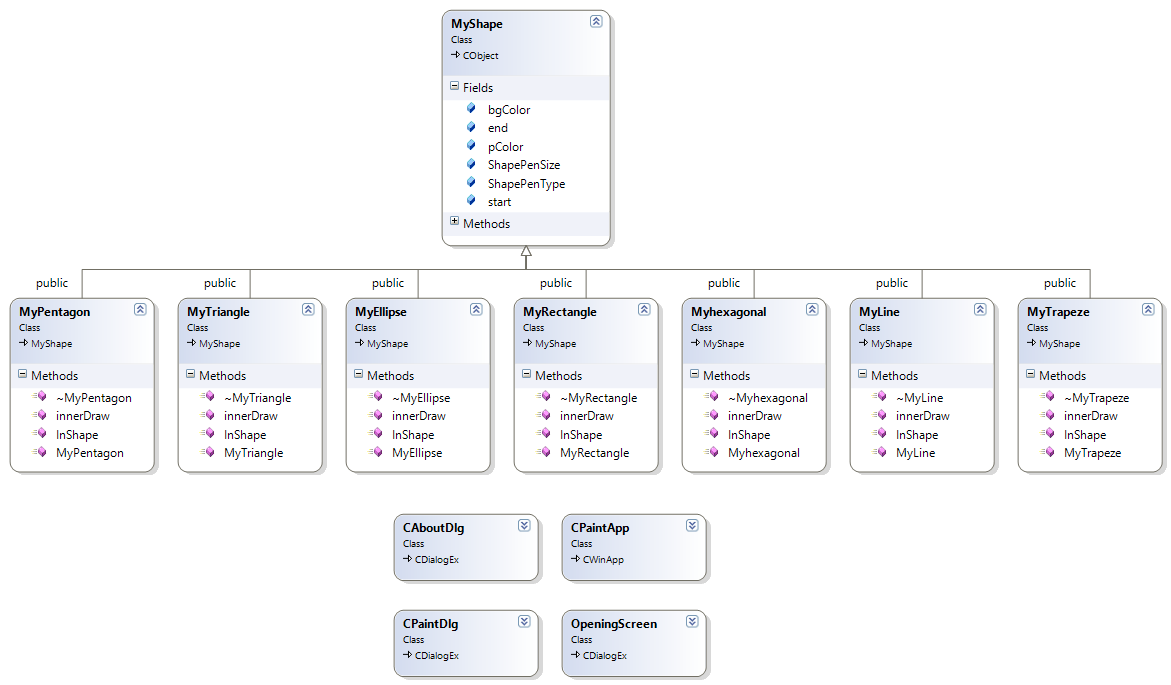 MyShape
Class
CObject
Fields
bgColor
end
pColor
ShapePenSize
ShapePenType
start
Methods
public
public
public
public
public
public
public
MyPentagon
Class
MyShape
Methods
~MyPentagon
innerDraw
InShape
MyPentagon
MyTriangle
Class
MyShape
Methods
~MyTriangle
innerDraw
InShape
MyTriangle
MyEllipse
Class
MyShape
Methods
~MyEllipse
innerDraw
InShape
MyEllipse
MyRectangle
Class
MyShape
Methods
~MyRectangle
innerDraw
InShape
MyRectangle
Myhexagonal
Class
MyShape
Methods
~Myhexagonal
innerDraw
InShape
Myhexagonal
MyLine
Class
MyShape
Methods
~MyLine
innerDraw
InShape
MyLine
MyTrapeze
Class
MyShape
Methods
~MyTrapeze
innerDraw
InShape
MyTrapeze
CAboutDlg
Class
CDialogEx
CPaintApp
Class
CWinApp
CPaintDlg
Class
CDialogEx
OpeningScreen
Class
CDialogEx